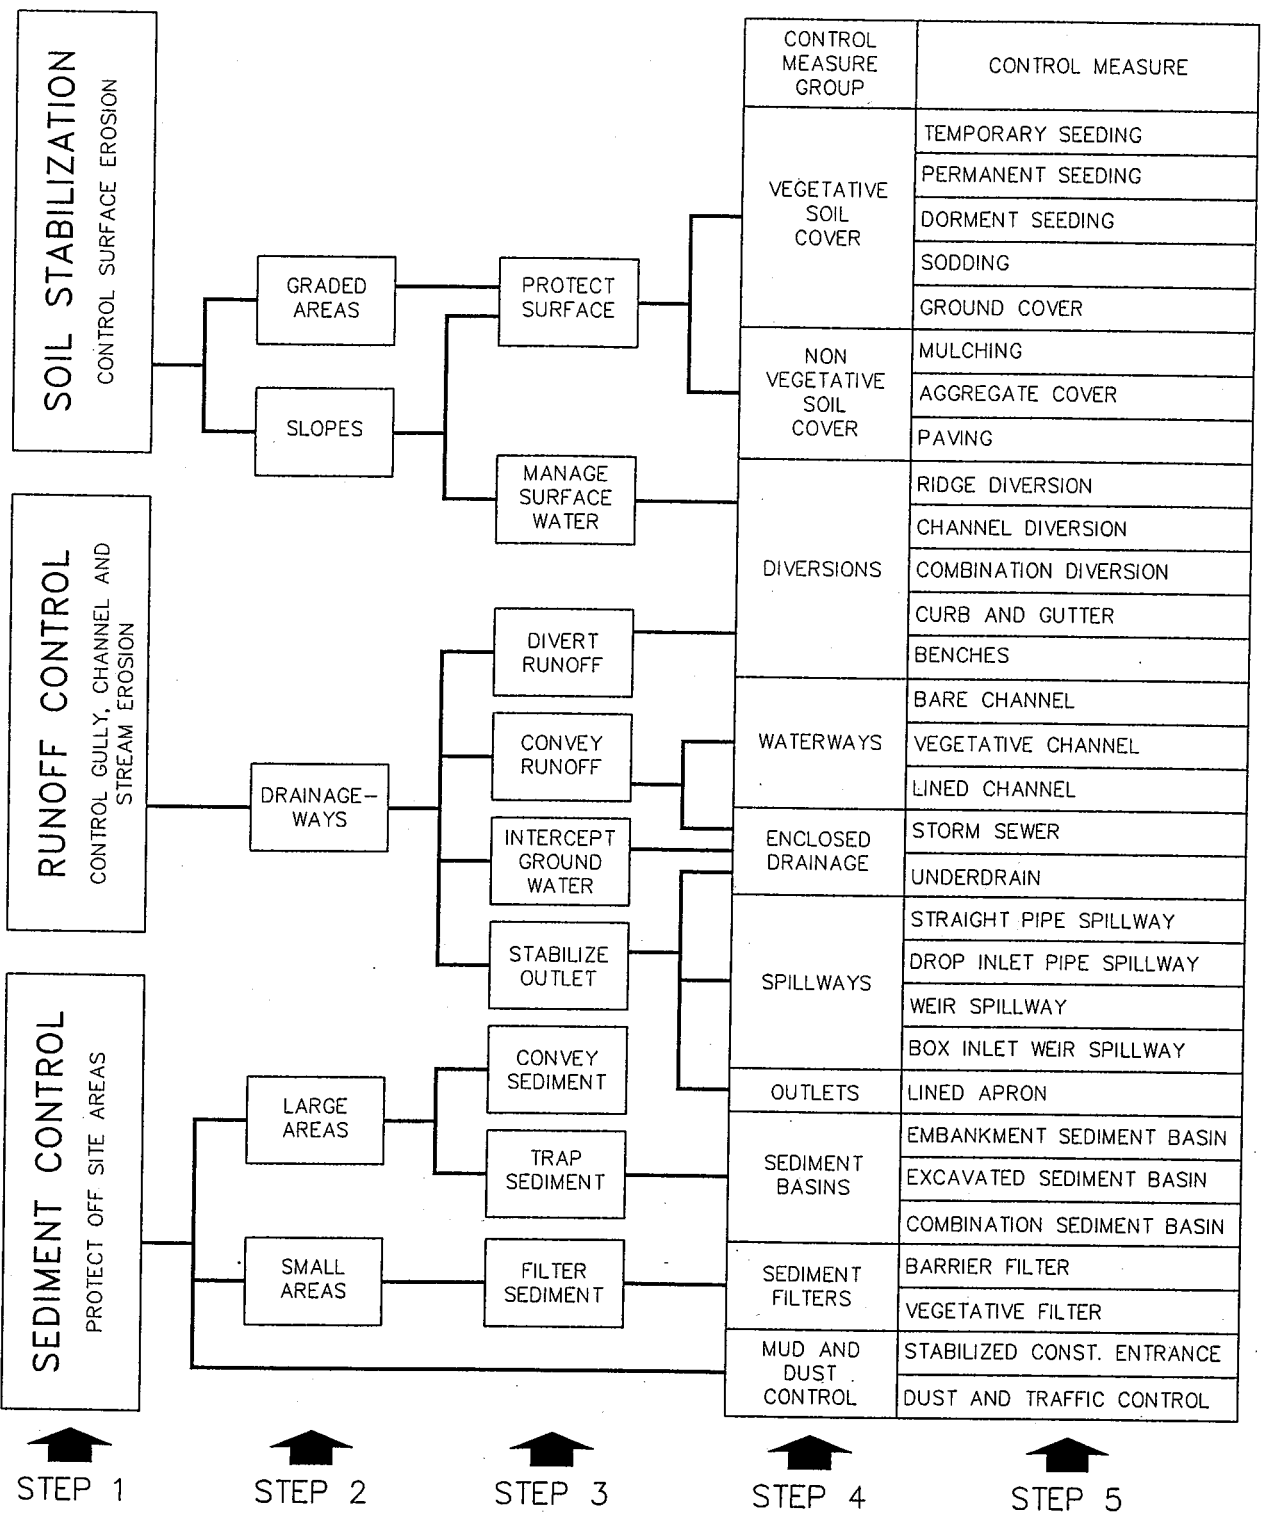 SOIL STABILIZATION
CONTROL SURFACE EROSION
RUNOFF CONTROL
CONTROL GULLY, CHANNEL AND
STREAM EROSION
SEDIMENT CONTROL
PROTECT OFF SITE AREAS
GRADED
AREAS
SLOPES
DRAINAGE-
WAYS
LARGE
AREAS
SMALL
AREAS
PROTECT
SURFACE
MANAGE
SURFACE
WATER
DIVERT
RUNOFF
CONVEY
RUNOFF
INTERCEPT
GROUND
WATER
STABILIZE
OUTLET
CONVEY
SEDIMENT
TRAP
SEDIMENT
FILTER
SEDIMENT
CONTROL
MEASURE
GROUP
CONTROL MEASURE
VEGETATIVE
SOIL
COVER
TEMPORARY SEEDING
PERMANENT SEEDING
DORMENT SEEDING
SODDING
GROUND COVER
NON
VEGETATIVE
SOIL
COVER
MULCHING
AGGREGATE COVER
PAVING
DIVERSIONS
RIDGE DIVERSION
CHANNEL DIVERSION
COMBINATION DIVERSION
CURB AND GUTTER
BENCHES
WATERWAYS
BARE CHANNEL
VEGETATIVE CHANNEL
LINED CHANNEL
ENCLOSED
DRAINAGE
STORM SEWER
UNDERDRAIN
SPILLWAYS
STRAIGHT PIPE SPILLWAY
DROP INLET PIPE SPILLWAY
WEIR SPILLWAY
BOX INLET WEIR SPILLWAY
OUTLETS
LINED APRON
SEDIMENT
BASINS
EMBANKMENT SEDIMENT BASIN
EXCAVATED SEDIMENT BASIN
COMBINATION SEDIMENT BASIN
SEDIMENT
FILTERS
BARRIER FILTER
VEGETATIVE FILTER
MUD AND
DUST
CONTROL
STABILIZED CONST. ENTRANCE
DUST AND TRAFFIC CONTROL
STEP 1
STEP 2
STEP 3
STEP 4
STEP 5